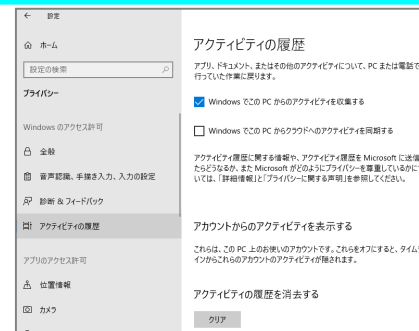 設定
ホーム
設定の検索
プライバシー
Windows のアクセス許可
全般
音声認識、手描き入力、入力の設定
診断 & フィードバック
アクティビティの履歴
アプリのアクセス許可
位置情報
カメラ
アクティビティの履歴
アプリ、ドキュメント、またはその他のアクティビティについて、PC または電話で
行っていた作業に戻ります。
Windows でこの PC からのアクティビティを収集する
Windows でこの PC からクラウドへのアクティビティを同期する
アクティビティ履歴に関する情報や、アクティビティ履歴を Microsoft に送信
たらどうなるか、また Microsoft がどのようにプライバシーを尊重しているかに
いては、「詳細情報」と「プライバシーに関する声明」を参照してください。
アカウントからのアクティビティを表示する
これらは、この PC 上のお使いのアカウントです。これらをオフにすると、タイム
インからこれらのアカウントのアクティビティが隠されます。
アクティビティの履歴を消去する
クリア